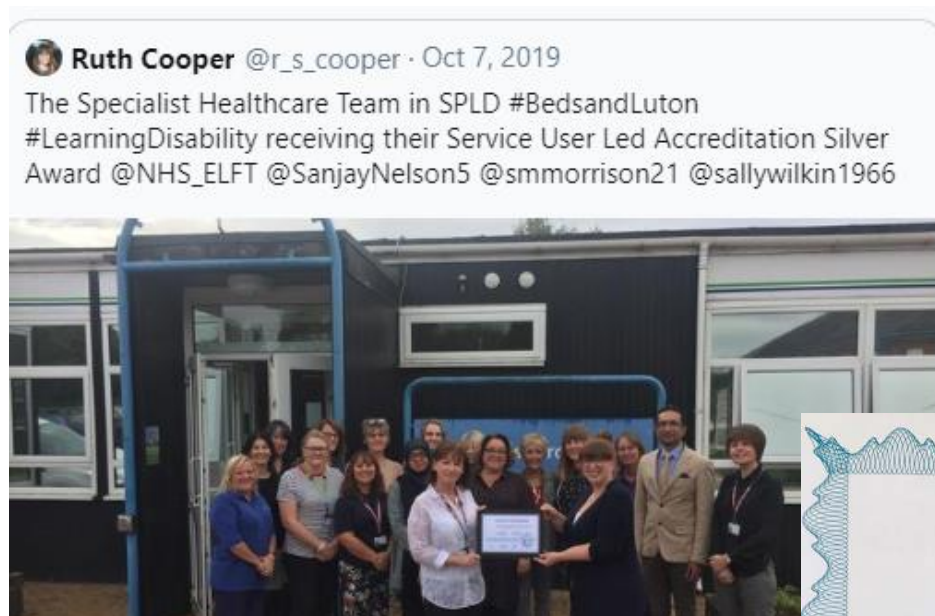 Ruth Cooper @r_s_cooper · Oct 7, 2019
The Specialist Healthcare Team in SPLD #BedsandLuton
#LearningDisability receiving their Service User Led Accreditation Silver
Award @NHS_ELFT @SanjayNelson5 @smmorrison21 @sallywilkin1966